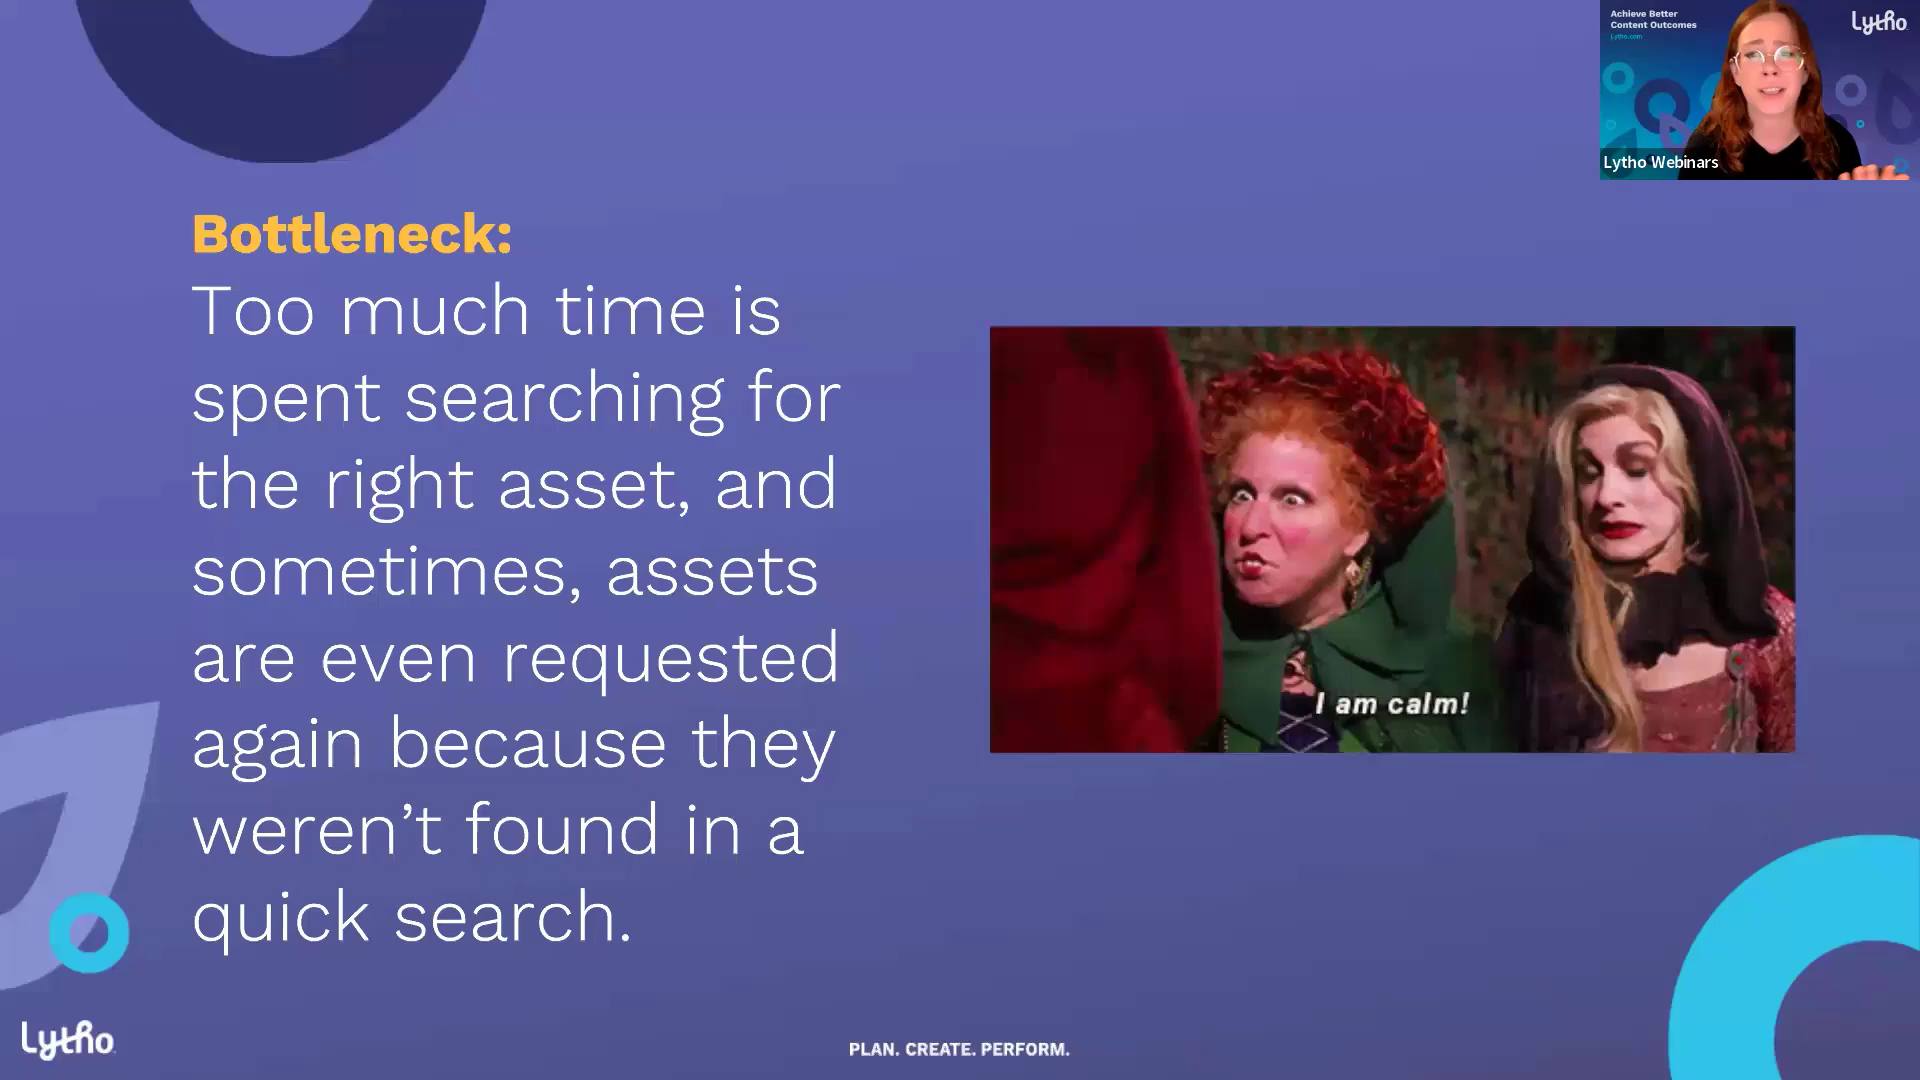 Achieve Better
Content Outcomes
Lytho.com
Lytho
Lytho Webinars
Bottleneck:
Too much time is
spent searching for
the right asset, and
sometimes, assets
are even requested
again because they
weren’t found in a
quick search.
I am calm!
Lytho
PLAN. CREATE. PERFORM.